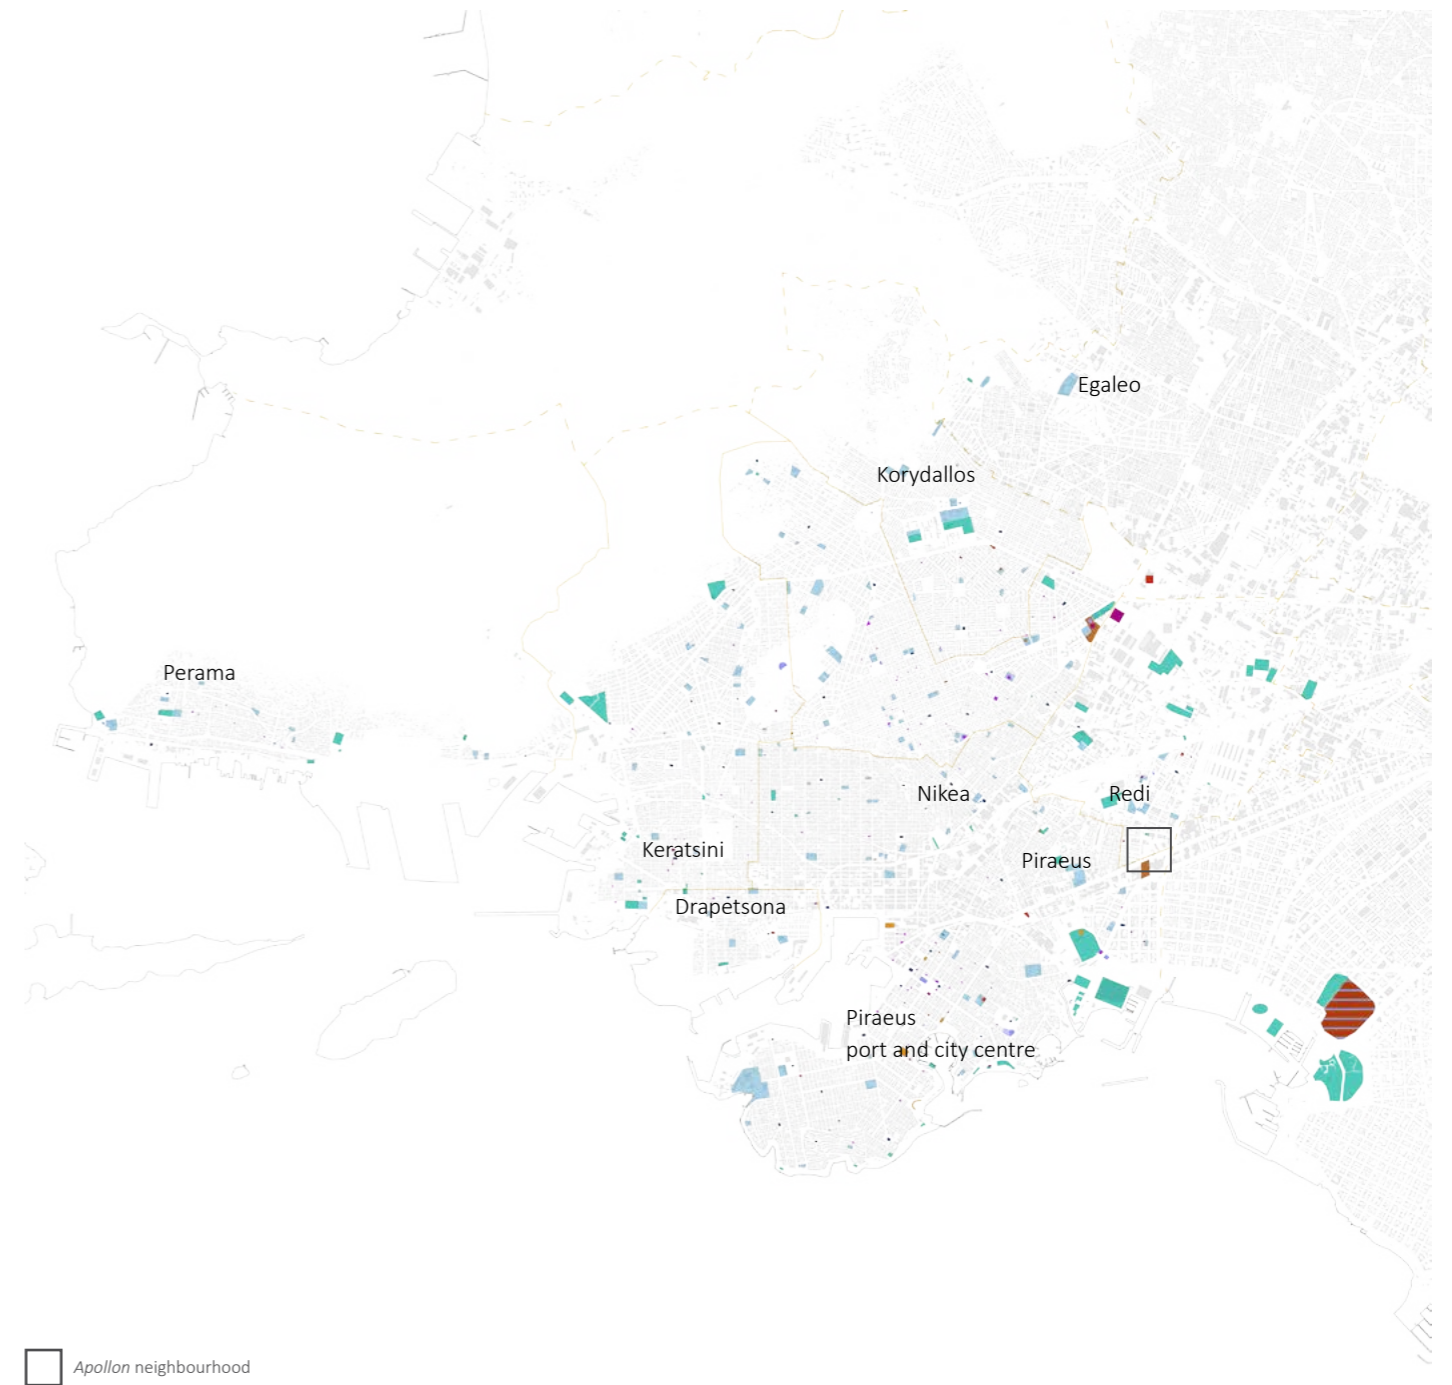 Egaleo
Korydallos
Perama
Nikea
Redi
Keratsini
Piraeus
Drapetsona
Piraeus
port and city centre
Apollon neighbourhood